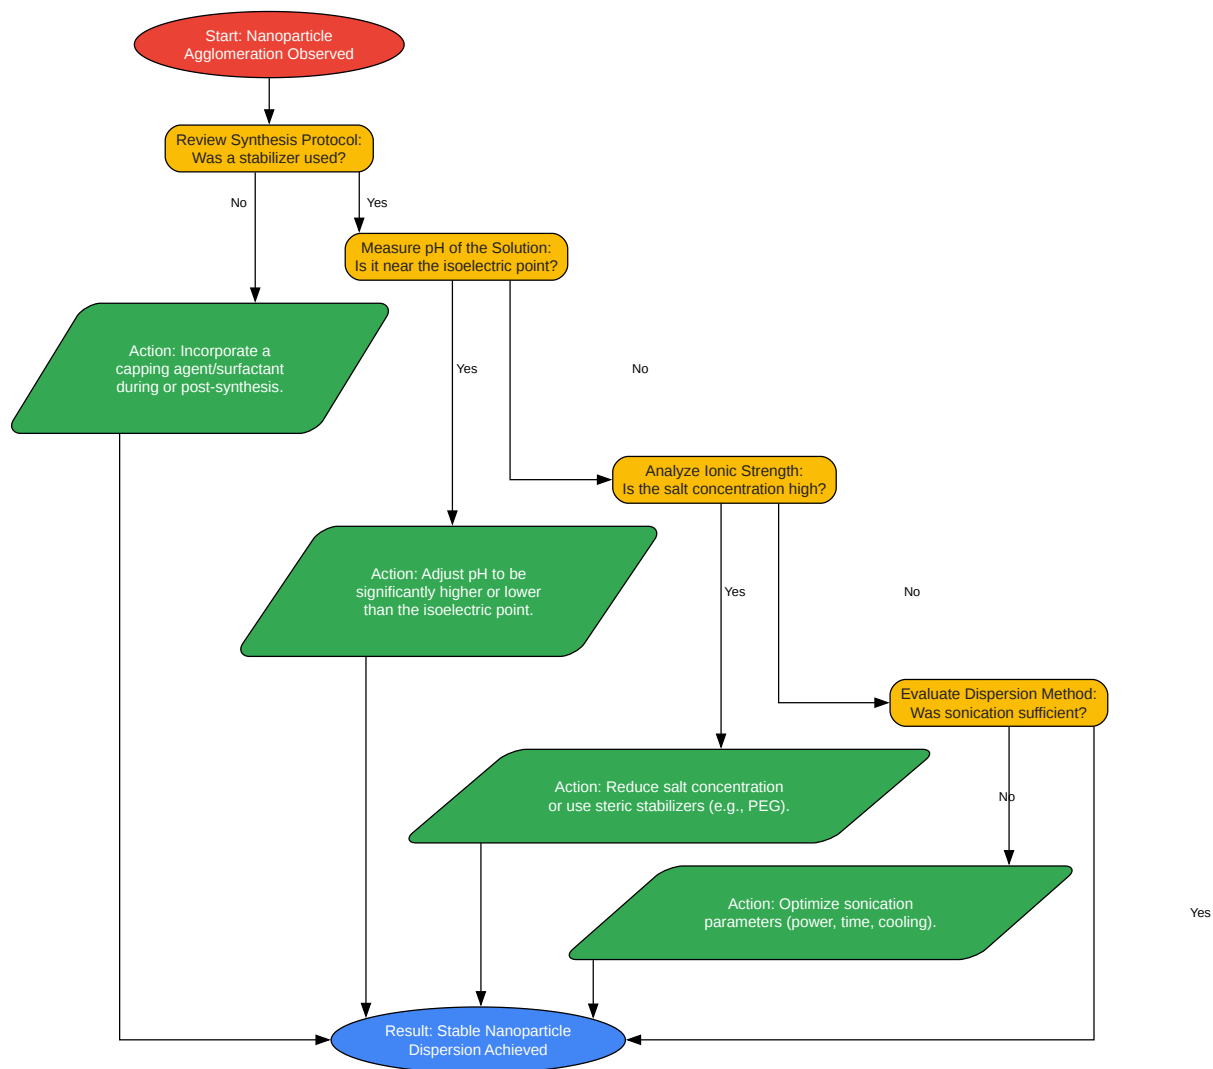 Start: Nanoparticle
Agglomeration Observed
Review Synthesis Protocol:
Was a stabilizer used?
No
Yes
Measure pH of the Solution:
Is it near the isoelectric point?
Action: Incorporate a
capping agent/surfactant
during or post-synthesis.
Yes
No
Analyze Ionic Strength:
Is the salt concentration high?
Action: Adjust pH to be
significantly higher or lower
than the isoelectric point.
Yes
No
Evaluate Dispersion Method:
Was sonication sufficient?
Action: Reduce salt concentration
or use steric stabilizers (e.g., PEG).
No
Action: Optimize sonication
parameters (power, time, cooling).
Yes
Result: Stable Nanoparticle
Dispersion Achieved